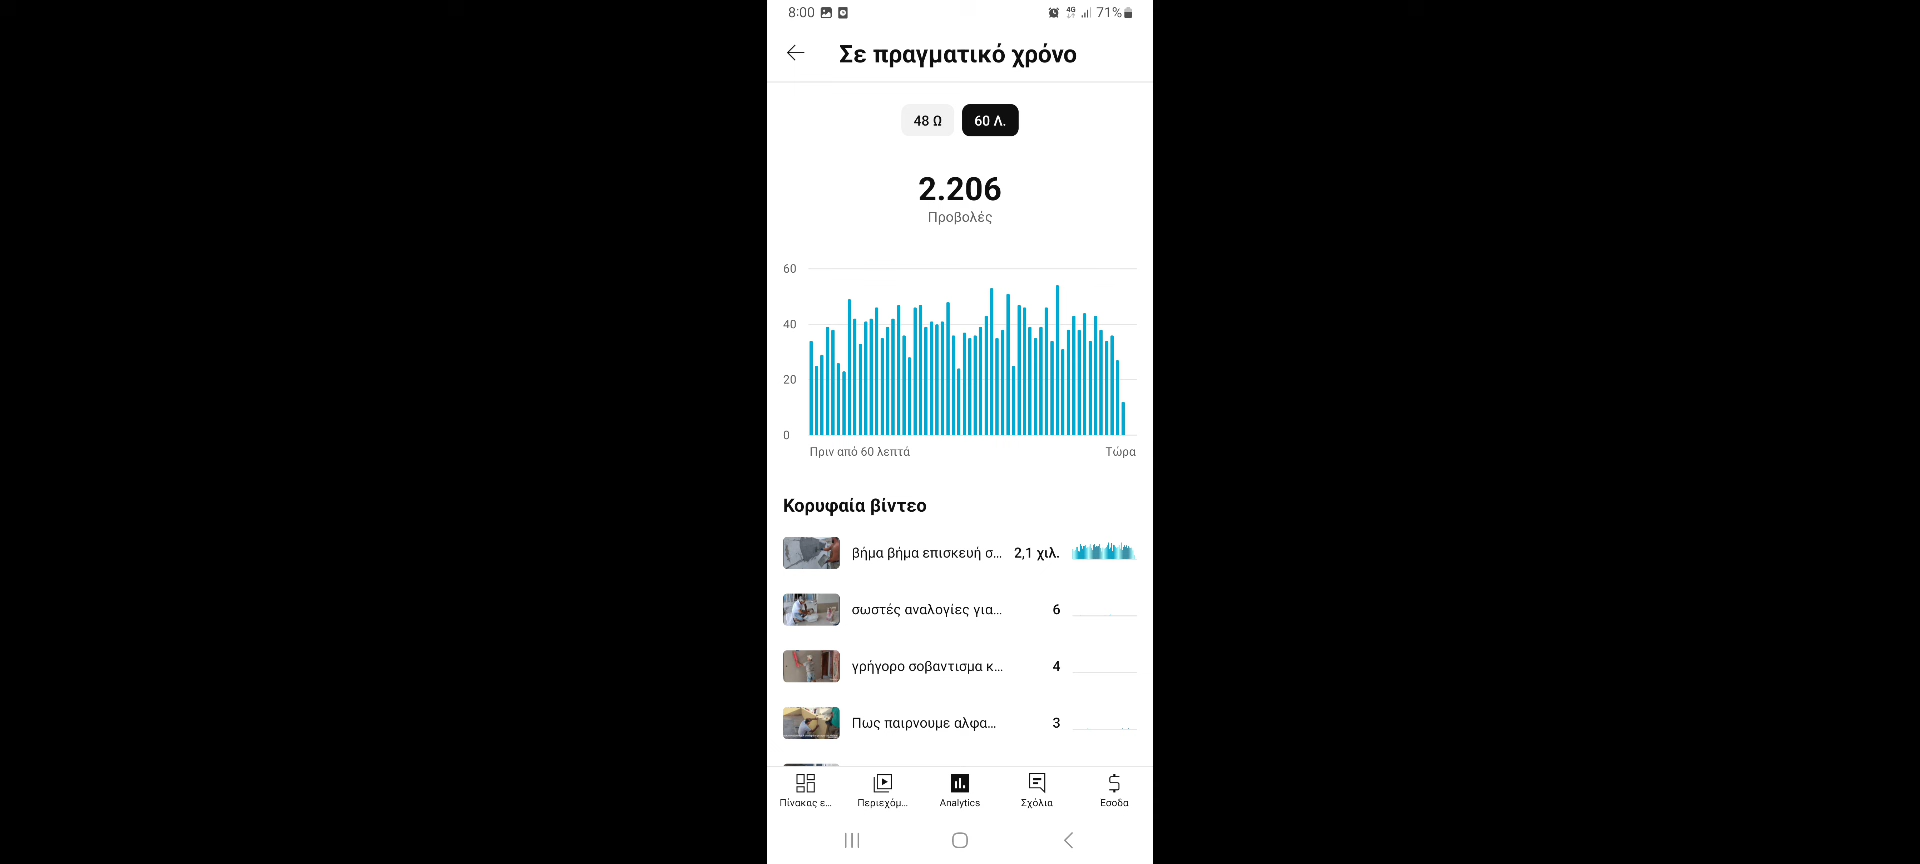 8:00 4G 71%
Σε πραγματικό χρόνο
48 Ω 60 Λ.
2.206
Προβολές
60
40
20
0
Πριν από 60 λεπτά Τώρα
Κορυφαία βίντεο
βήμα βήμα επισκευή σ... 2,1 χιλ.
σωστές αναλογίες για... 6
γρήγορο σοβαντισμα κ... 4
Πως παιρνουμε αλφα... 3
Πίνακας ε... Περιεχόμ... Analytics Σχόλια Έσοδα